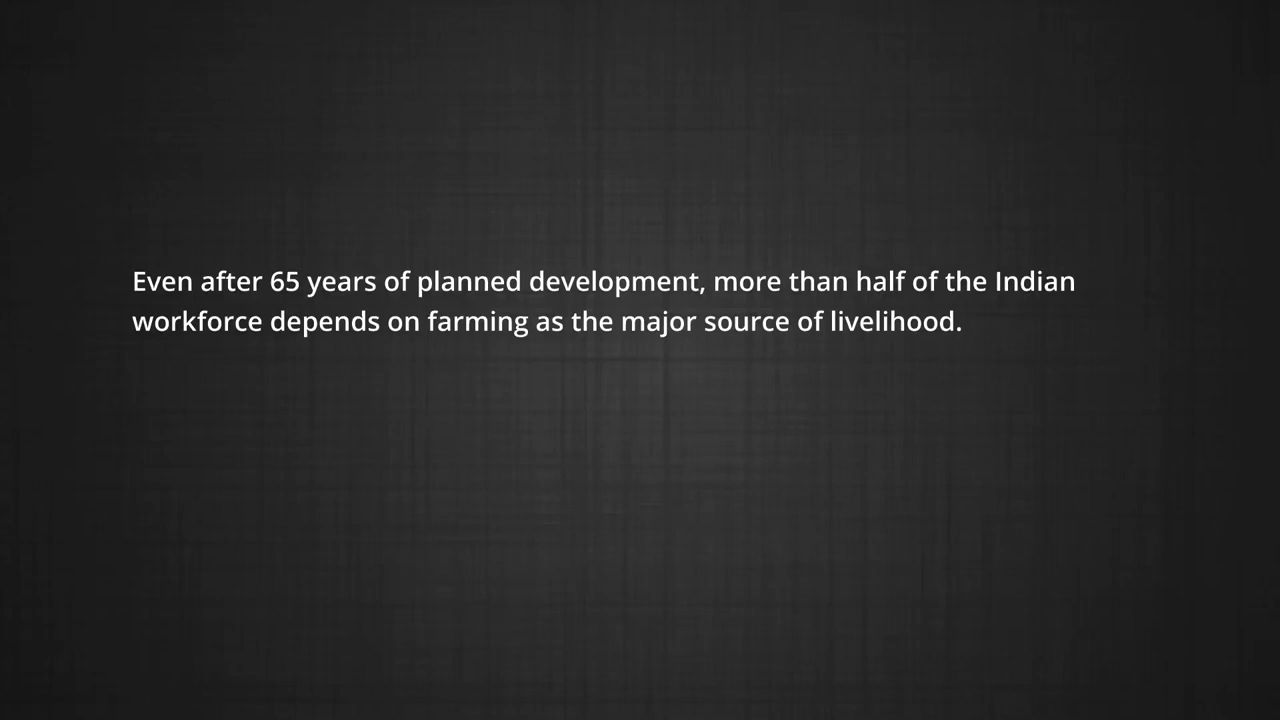 Even after 65 years of planned development, more than half of the Indian
workforce depends on farming as the major source of livelihood.